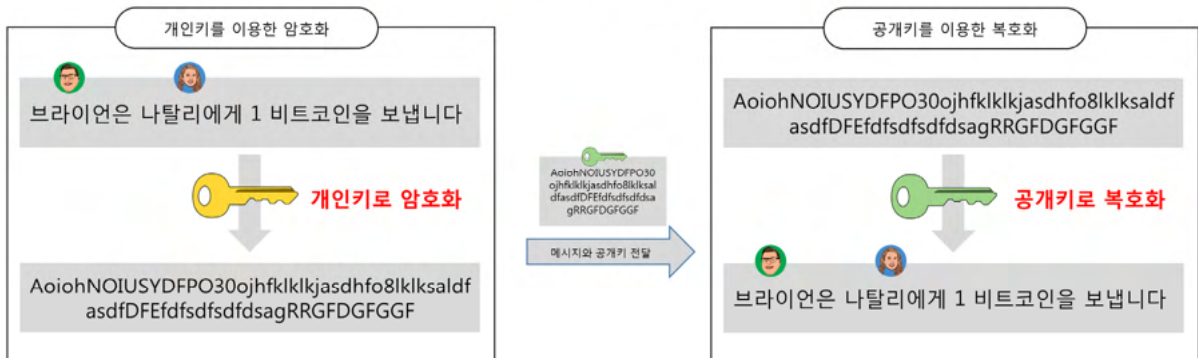 개인키를 이용한 암호화
브라이언은 나탈리에게 1 비트코인을 보냅니다
개인키로 암호화
AoiohNOIUSYDFPO30ojhfklklkjasdhfo8lklksaldf
asdfDFEfdfsdfsdfdsagRRGFDGFGGF
AoiohNOIUSYDFPO30
ojhfklklkjasdhfo8lklksal
dfasdfDFEfdfsdfsdfdsa
gRRGFDGFGGF
메시지와 공개키 전달
공개키를 이용한 복호화
AoiohNOIUSYDFPO30ojhfklklkjasdhfo8lklksaldf
asdfDFEfdfsdfsdfdsagRRGFDGFGGF
공개키로 복호화
브라이언은 나탈리에게 1 비트코인을 보냅니다